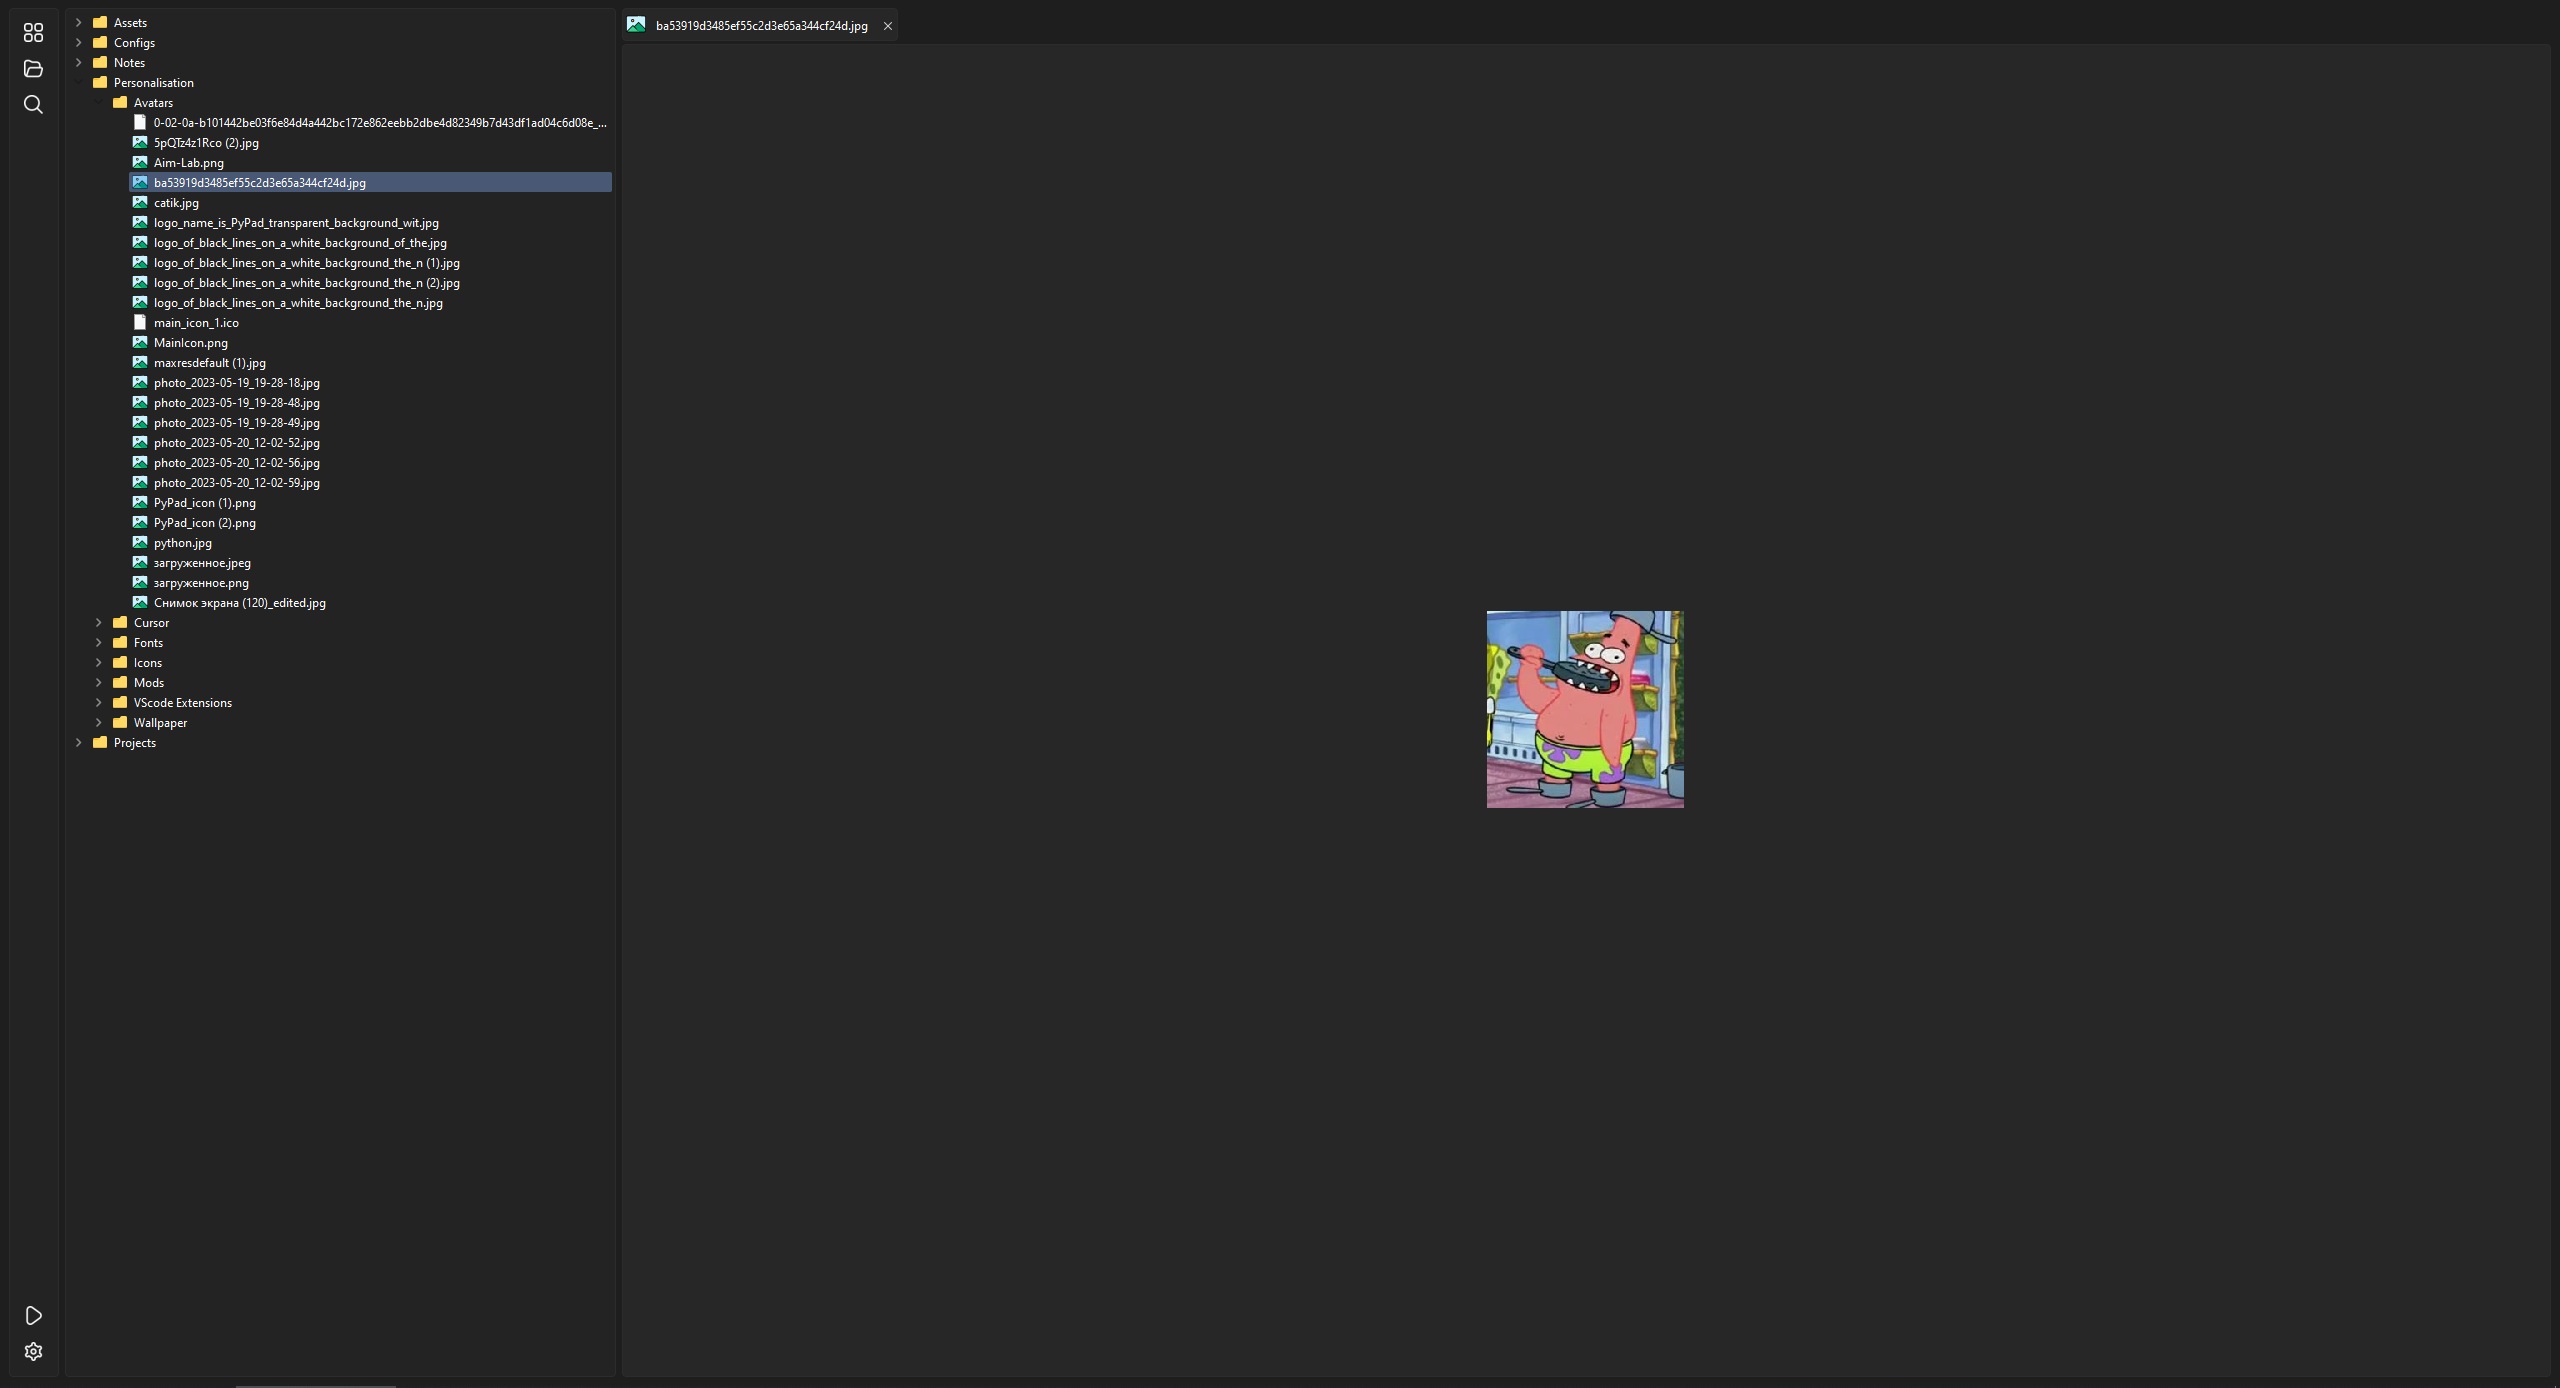 Assets
Configs
Notes
Personalisation
Avatars
0-02-0a-b101442be03f6e84d4a442bc172e862eebb2dbe4d82349b7d43df1ad04c6d08e_...
5pQTz4z1Rco (2).jpg
Aim-Lab.png
ba53919d3485ef55c2d3e65a344cf24d.jpg
catik.jpg
logo_name_is_PyPad_transparent_background_wit.jpg
logo_of_black_lines_on_a_white_background_of_the.jpg
logo_of_black_lines_on_a_white_background_the_n (1).jpg
logo_of_black_lines_on_a_white_background_the_n (2).jpg
logo_of_black_lines_on_a_white_background_the_n.jpg
main_icon_1.ico
MainIcon.png
maxresdefault (1).jpg
photo_2023-05-19_19-28-18.jpg
photo_2023-05-19_19-28-48.jpg
photo_2023-05-19_19-28-49.jpg
photo_2023-05-20_12-02-52.jpg
photo_2023-05-20_12-02-56.jpg
photo_2023-05-20_12-02-59.jpg
PyPad_icon (1).png
PyPad_icon (2).png
python.jpg
загруженное.jpeg
загруженное.png
Снимок экрана (120)_edited.jpg
Cursor
Fonts
Icons
Mods
VScode Extensions
Wallpaper
Projects
ba53919d3485ef55c2d3e65a344cf24d.jpg